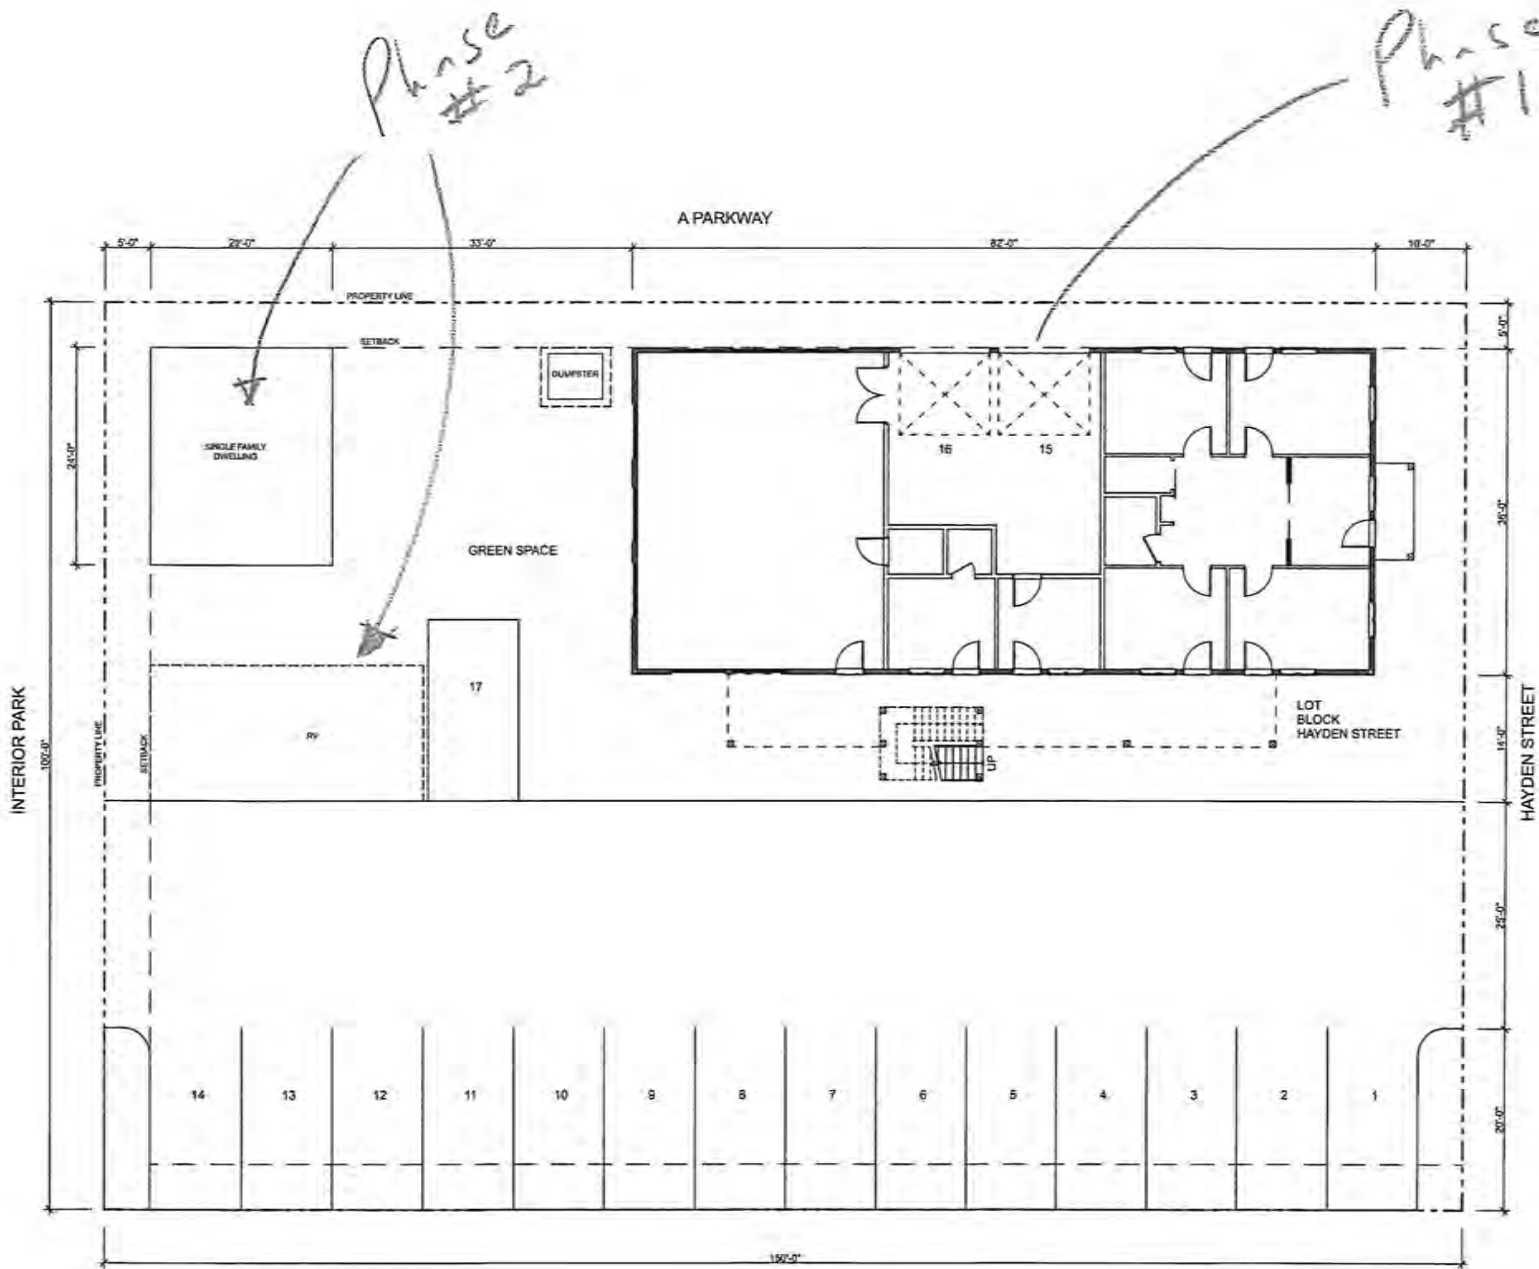 Phase
#2
Phase
#1
A PARKWAY
5'-0"
20'-0"
33'-0"
82'-0"
10'-0"
PROPERTY LINE
SETBACK
DUMPSTER
5'-0"
SINGLE FAMILY
DWELLING
24'-0"
16
15
36'-0"
GREEN SPACE
17
RV
INTERIOR PARK
100'-0"
PROPERTY LINE
SETBACK
UP
LOT
BLOCK
HAYDEN STREET
14'-0"
HAYDEN STREET
25'-0"
14
13
12
11
10
9
8
7
6
5
4
3
2
1
20'-0"
150'-0"